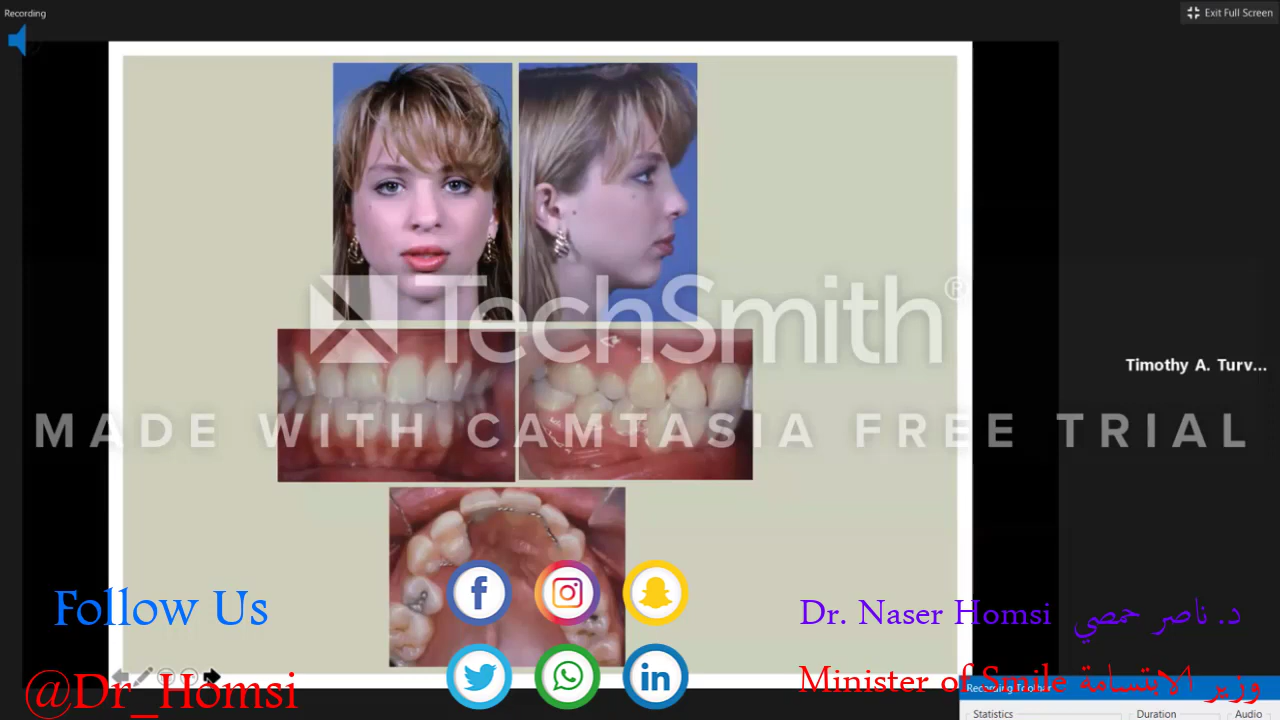 Recording
Exit Full Screen
TechSmith®
Timothy A. Turv...
MADE WITH CAMTASIA FREE TRIAL
Follow Us
Dr. Naser Homsi د. ناصر حمصي
@Dr_Homsi
Minister of Smile وزير الابتسامة
Recording Toolbar
Statistics
Duration
Audio